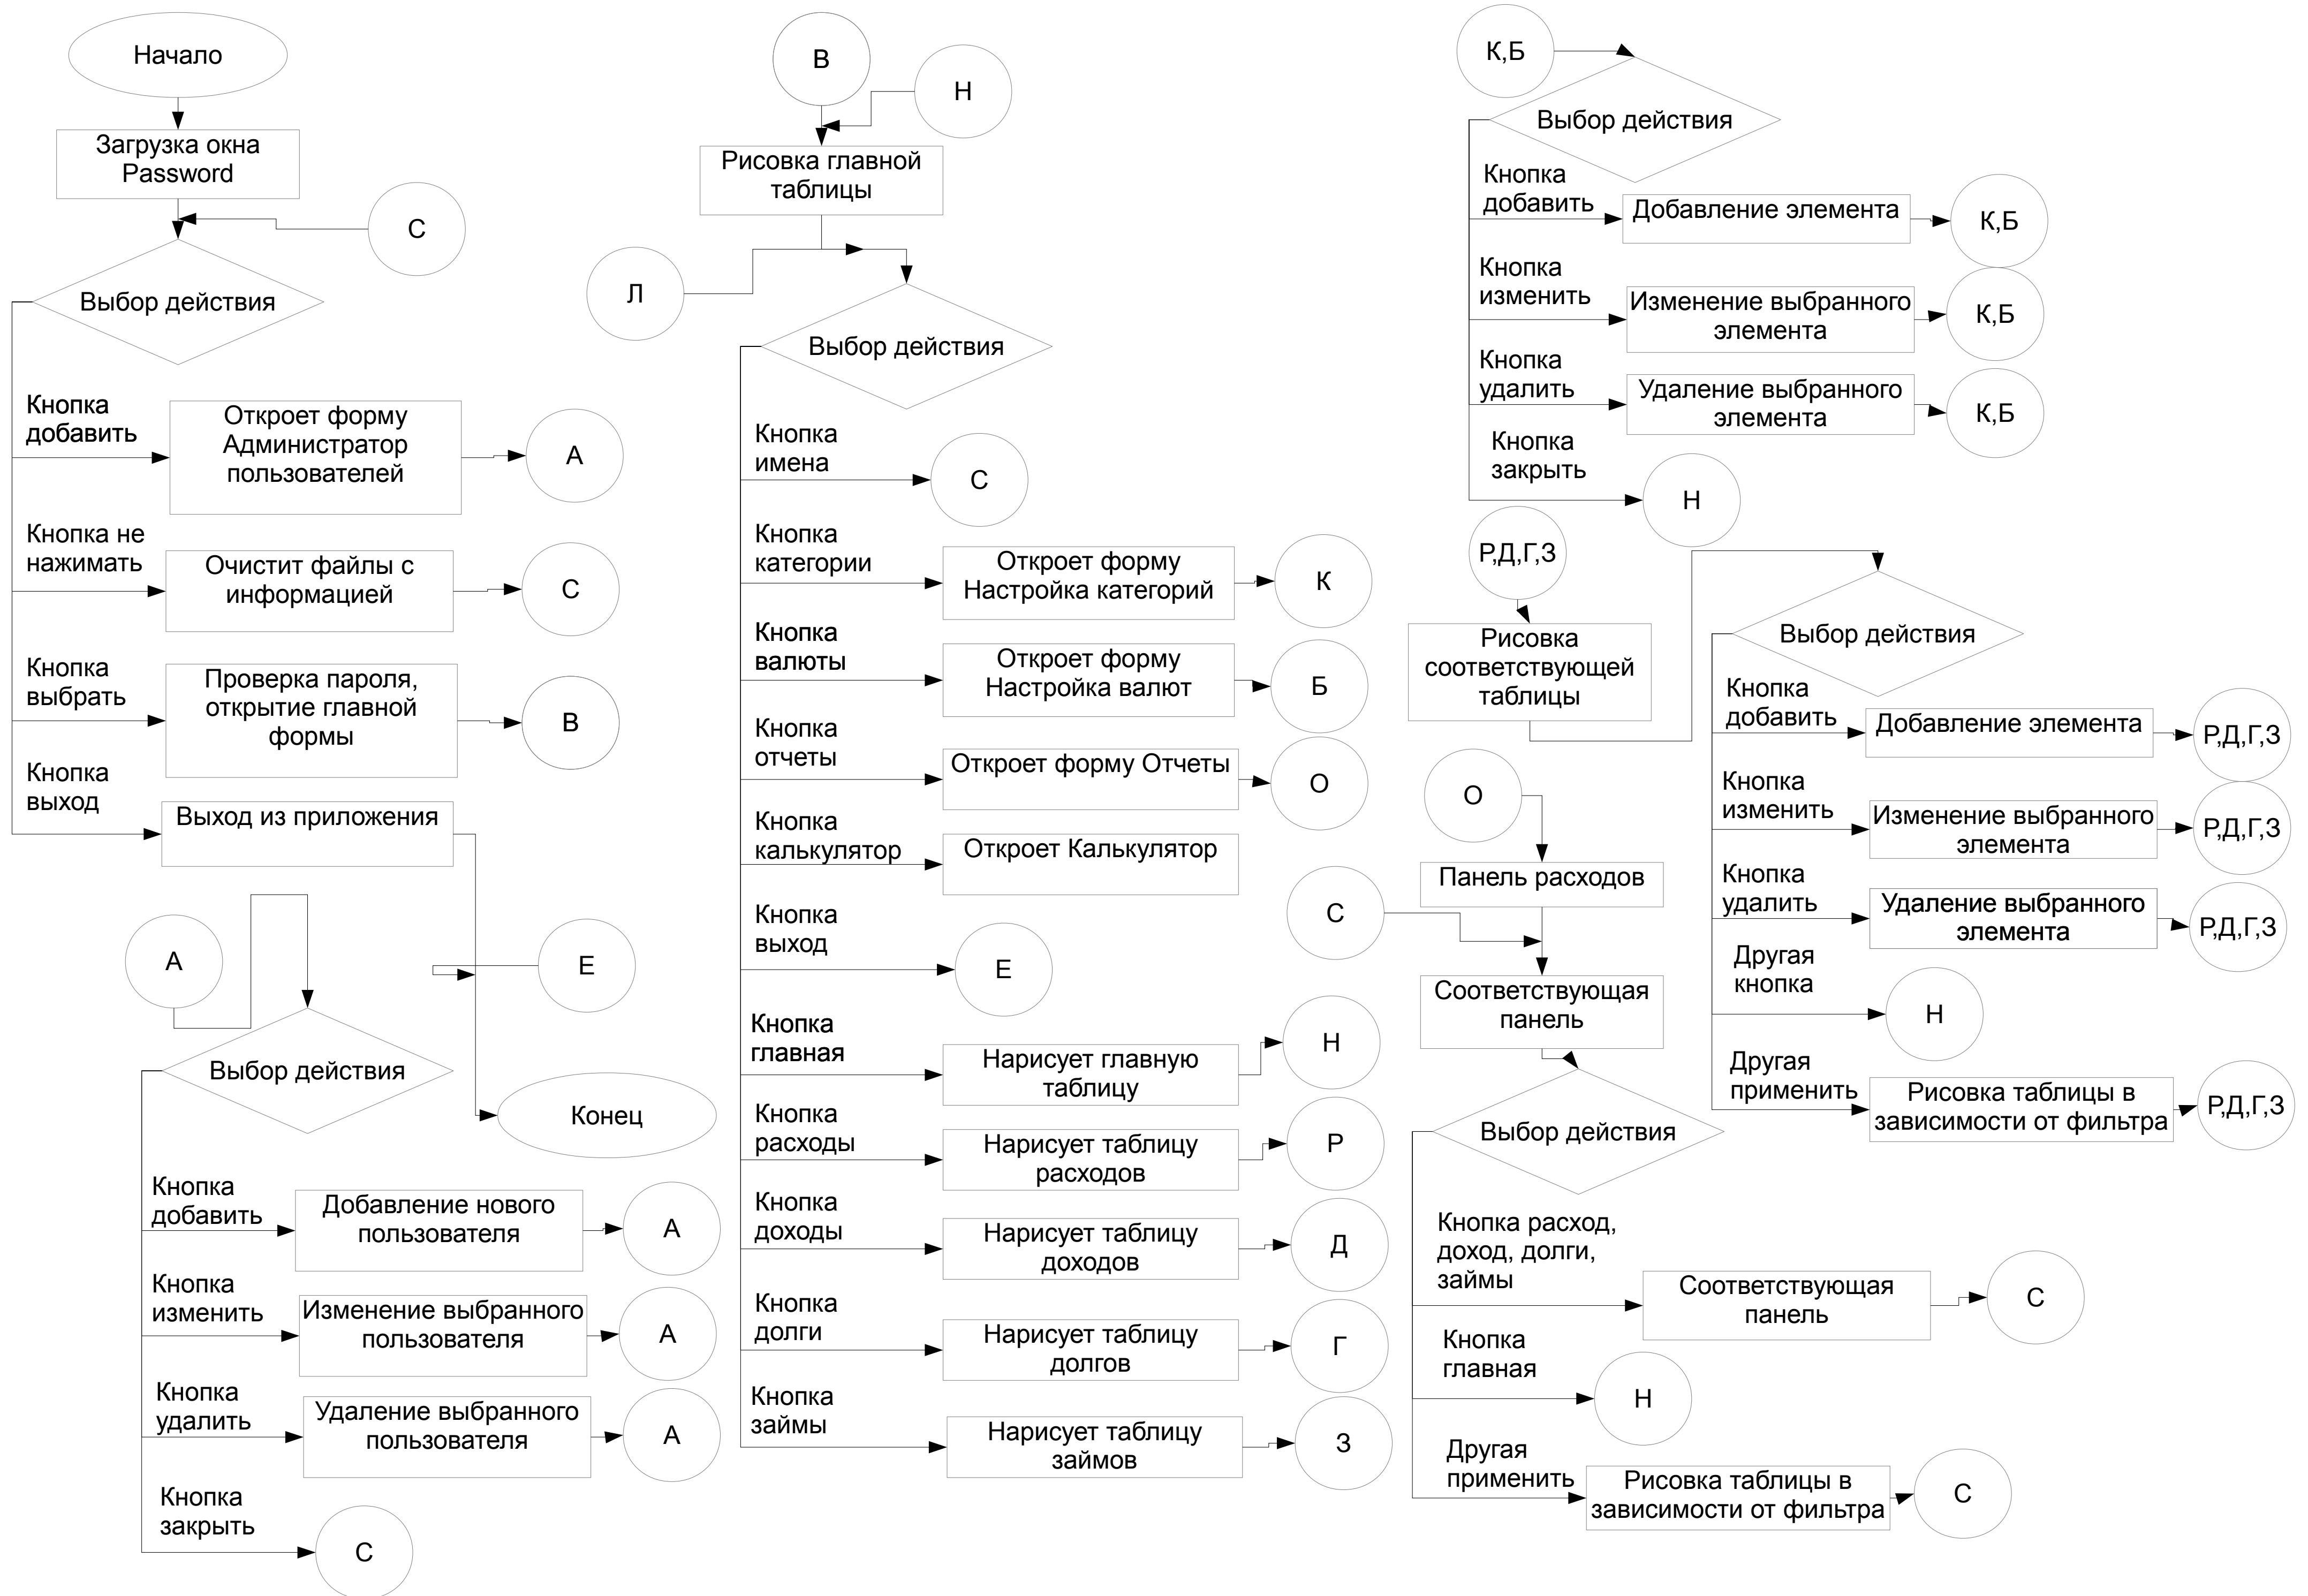 Начало
Загрузка окна
Password
С
Выбор действия
Кнопка
добавить
Откроет форму
Администратор
пользователей
А
Кнопка не
нажимать
Очистит файлы с
информацией
С
Кнопка
выбрать
Проверка пароля,
открытие главной
формы
В
Кнопка
выход
Выход из приложения
А
Е
Выбор действия
Конец
Кнопка
добавить
Добавление нового
пользователя
А
Кнопка
изменить
Изменение выбранного
пользователя
А
Кнопка
удалить
Удаление выбранного
пользователя
А
Кнопка
закрыть
С
В
Н
Рисовка главной
таблицы
Л
Выбор действия
Кнопка
имена
С
Кнопка
категории
Откроет форму
Настройка категорий
К
Кнопка
валюты
Откроет форму
Настройка валют
Б
Кнопка
отчеты
Откроет форму Отчеты
О
Кнопка
калькулятор
Откроет Калькулятор
Кнопка
выход
Е
Кнопка
главная
Нарисует главную
таблицу
Н
Кнопка
расходы
Нарисует таблицу
расходов
Р
Кнопка
доходы
Нарисует таблицу
доходов
Д
Кнопка
долги
Нарисует таблицу
долгов
Г
Кнопка
займы
Нарисует таблицу
займов
З
К,Б
Выбор действия
Кнопка
добавить
Добавление элемента
К,Б
Кнопка
изменить
Изменение выбранного
элемента
К,Б
Кнопка
удалить
Удаление выбранного
элемента
К,Б
Кнопка
закрыть
Н
Р,Д,Г,З
Рисовка
соответствующей
таблицы
Выбор действия
Кнопка
добавить
Добавление элемента
Р,Д,Г,З
Кнопка
изменить
Изменение выбранного
элемента
Р,Д,Г,З
Кнопка
удалить
Удаление выбранного
элемента
Р,Д,Г,З
Другая
кнопка
Н
Другая
применить
Рисовка таблицы в
зависимости от фильтра
Р,Д,Г,З
О
Панель расходов
С
Соответствующая
панель
Выбор действия
Кнопка расход,
доход, долги,
займы
Соответствующая
панель
С
Кнопка
главная
Н
Другая
применить
Рисовка таблицы в
зависимости от фильтра
С